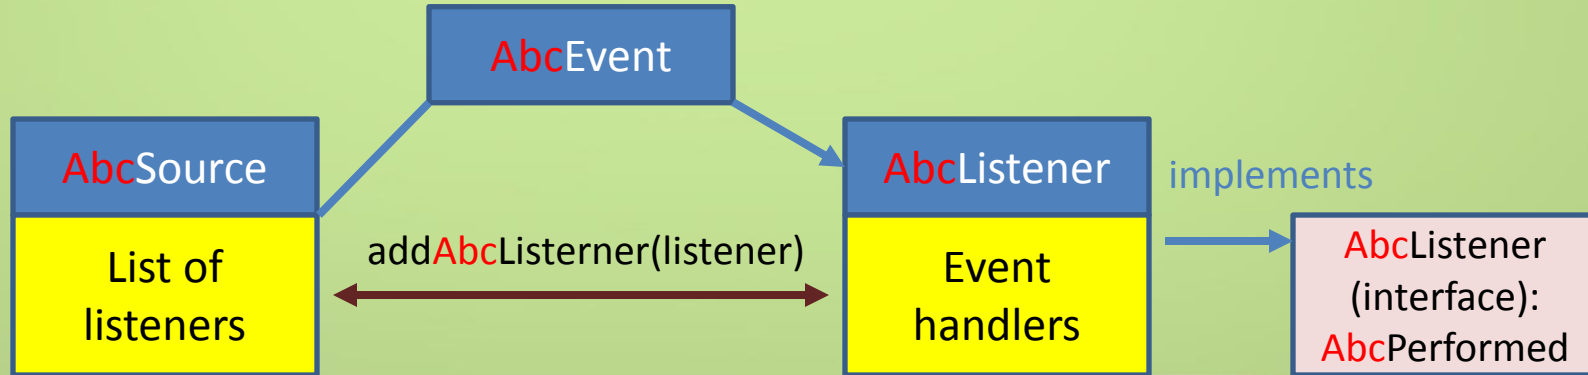 AbcEvent
AbcSource
List of
listeners
addAbcListerner(listener)
AbcListener
Event
handlers
implements
AbcListener
(interface):
AbcPerformed